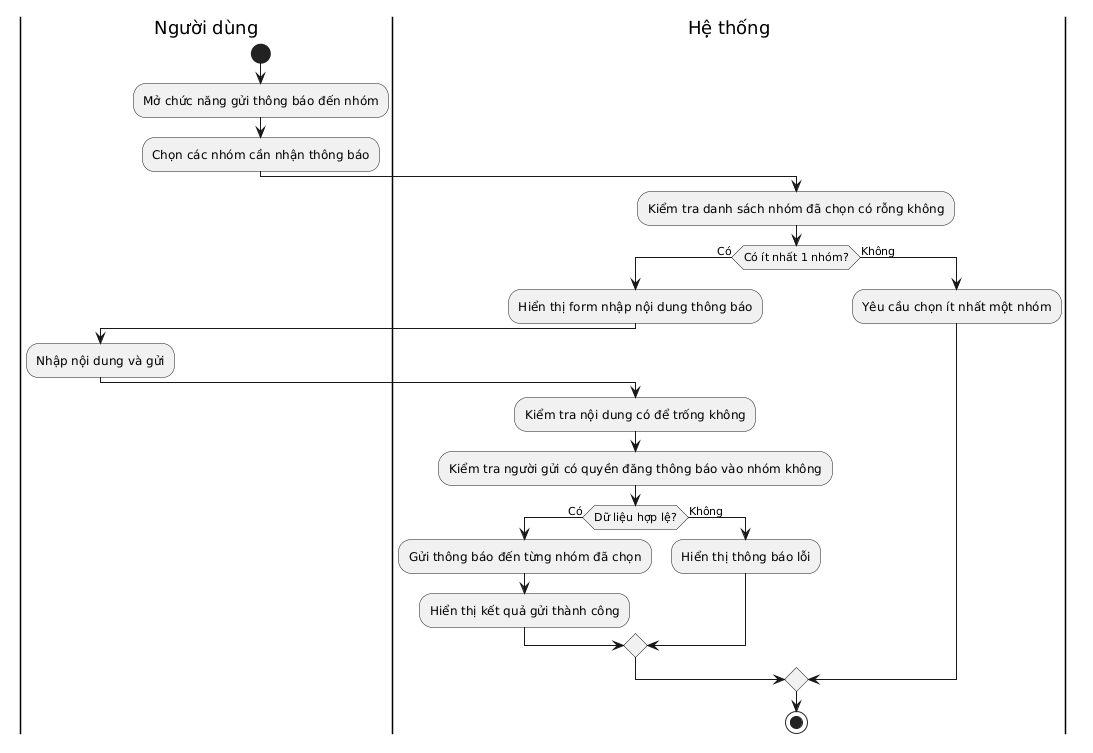 Người dùng
Hệ thống
Mở chức năng gửi thông báo đến nhóm
Chọn các nhóm cần nhận thông báo
Kiểm tra danh sách nhóm đã chọn có rỗng không
Có
Có ít nhất 1 nhóm?
Không
Hiển thị form nhập nội dung thông báo
Yêu cầu chọn ít nhất một nhóm
Nhập nội dung và gửi
Kiểm tra nội dung có để trống không
Kiểm tra người gửi có quyền đăng thông báo vào nhóm không
Có
Dữ liệu hợp lệ?
Không
Gửi thông báo đến từng nhóm đã chọn
Hiển thị thông báo lỗi
Hiển thị kết quả gửi thành công